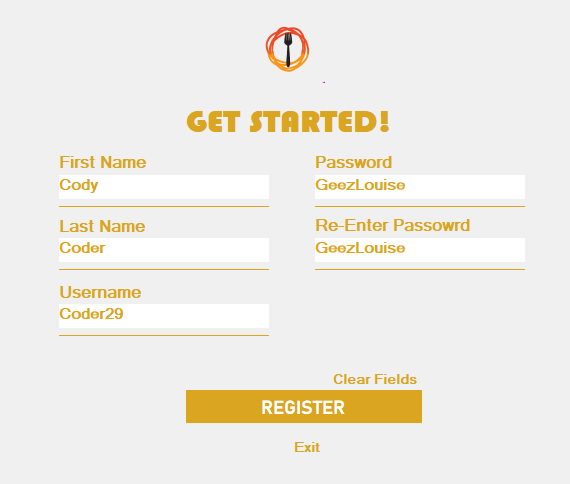 GET STARTED!
First Name
Cody
Last Name
Coder
Username
Coder29
Password
GeezLouise
Re-Enter Passowrd
GeezLouise
Clear Fields
REGISTER
Exit